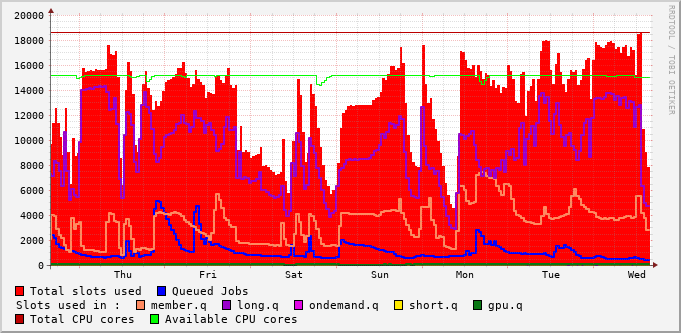 20000
18000
16000
14000
12000
10000
8000
6000
4000
2000
0
Thu Fri Sat Sun Mon Tue Wed
RRDTOOL / TOBI OETIKER
Total slots used Queued Jobs
Slots used in : member.q long.q ondemand.q short.q gpu.q
Total CPU cores Available CPU cores